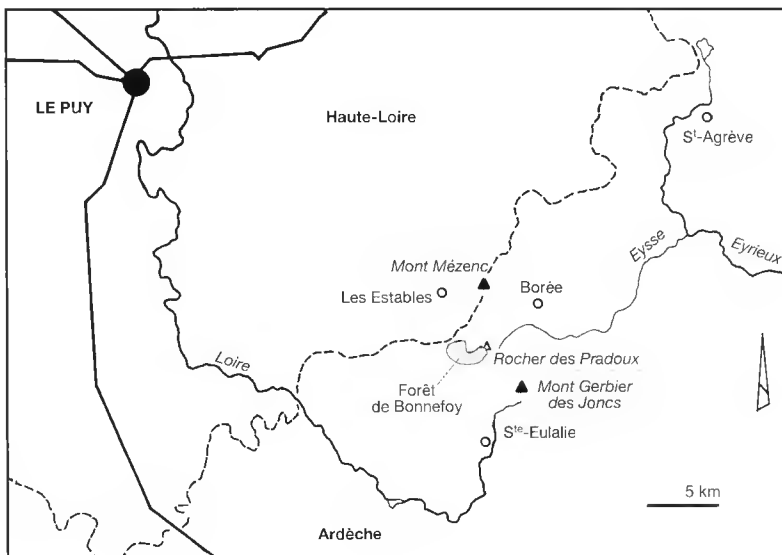 LE PUY
Haute-Loire
Sᵗ-Agrève
Eysse
Eyrieux
Mont Mézenc
Les Estables
Borée
Loire
Rocher des Pradoux
Forêt
de Bonnefoy
Mont Gerbier
des Joncs
Sᵗᵉ-Eulalie
5 km
Ardèche